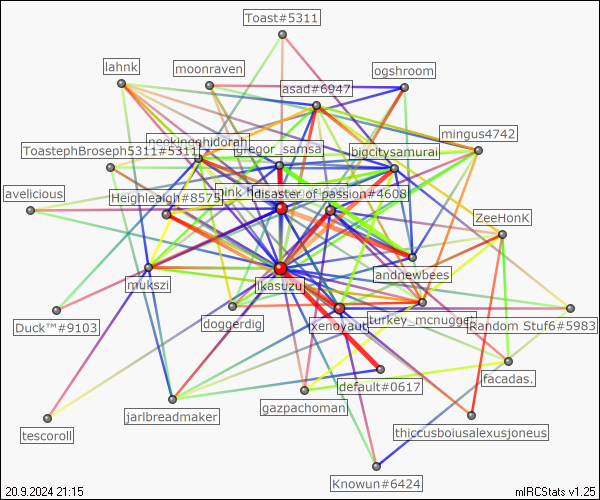 Toast#5311
lahnk
moonraven
ogshroom
asad#6947
mingus4742
neokingghidorah
gregor_samsa
bigcitysamurai
ToastephBroseph5311#5311
avelicious
Heighleigh#8575
pink
disaster of passion#4608
ZeeHonK
andnewbees
mukszi
lkasuzu
Duck™#9103
doggerdig
xenoyaut
turkey_mcnugget
Random Stuf6#5983
default#0617
facadas.
gazpachoman
jarlbreadmaker
tescoroll
thiccusboiusalexusjoneus
Knowun#6424
20.9.2024 21:15
mIRCStats v1.25